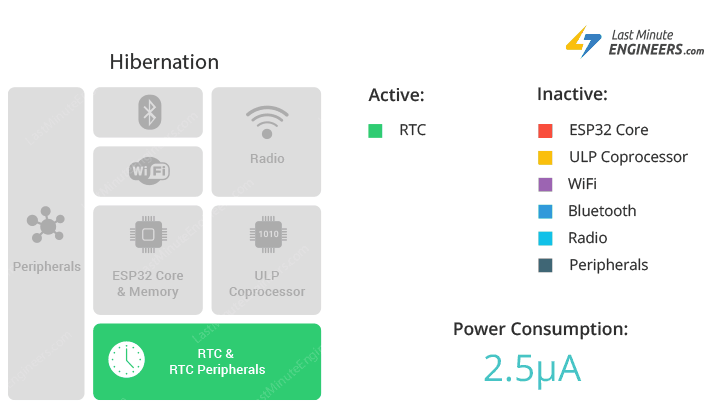 Last Minute
ENGINEERS.com
Hibernation
Active:
RTC
Inactive:
ESP32 Core
ULP Coprocessor
WiFi
Bluetooth
Radio
Peripherals
Peripherals
WiFi
Radio
ESP32 Core
& Memory
1010
ULP
Coprocessor
RTC &
RTC Peripherals
Power Consumption:
2.5µA